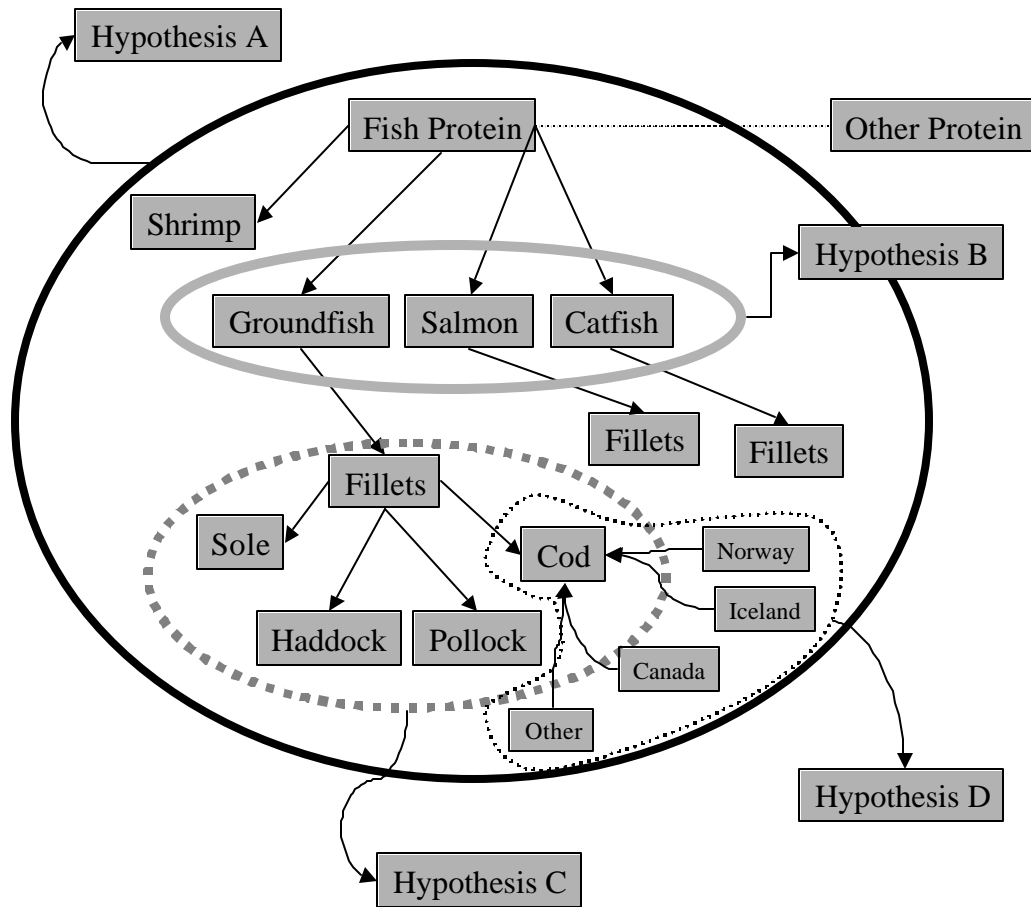 Hypothesis A
Fish Protein
Other Protein
Shrimp
Hypothesis B
Groundfish
Salmon
Catfish
Fillets
Fillets
Fillets
Sole
Cod
Norway
Iceland
Haddock
Pollock
Canada
Other
Hypothesis D
Hypothesis C